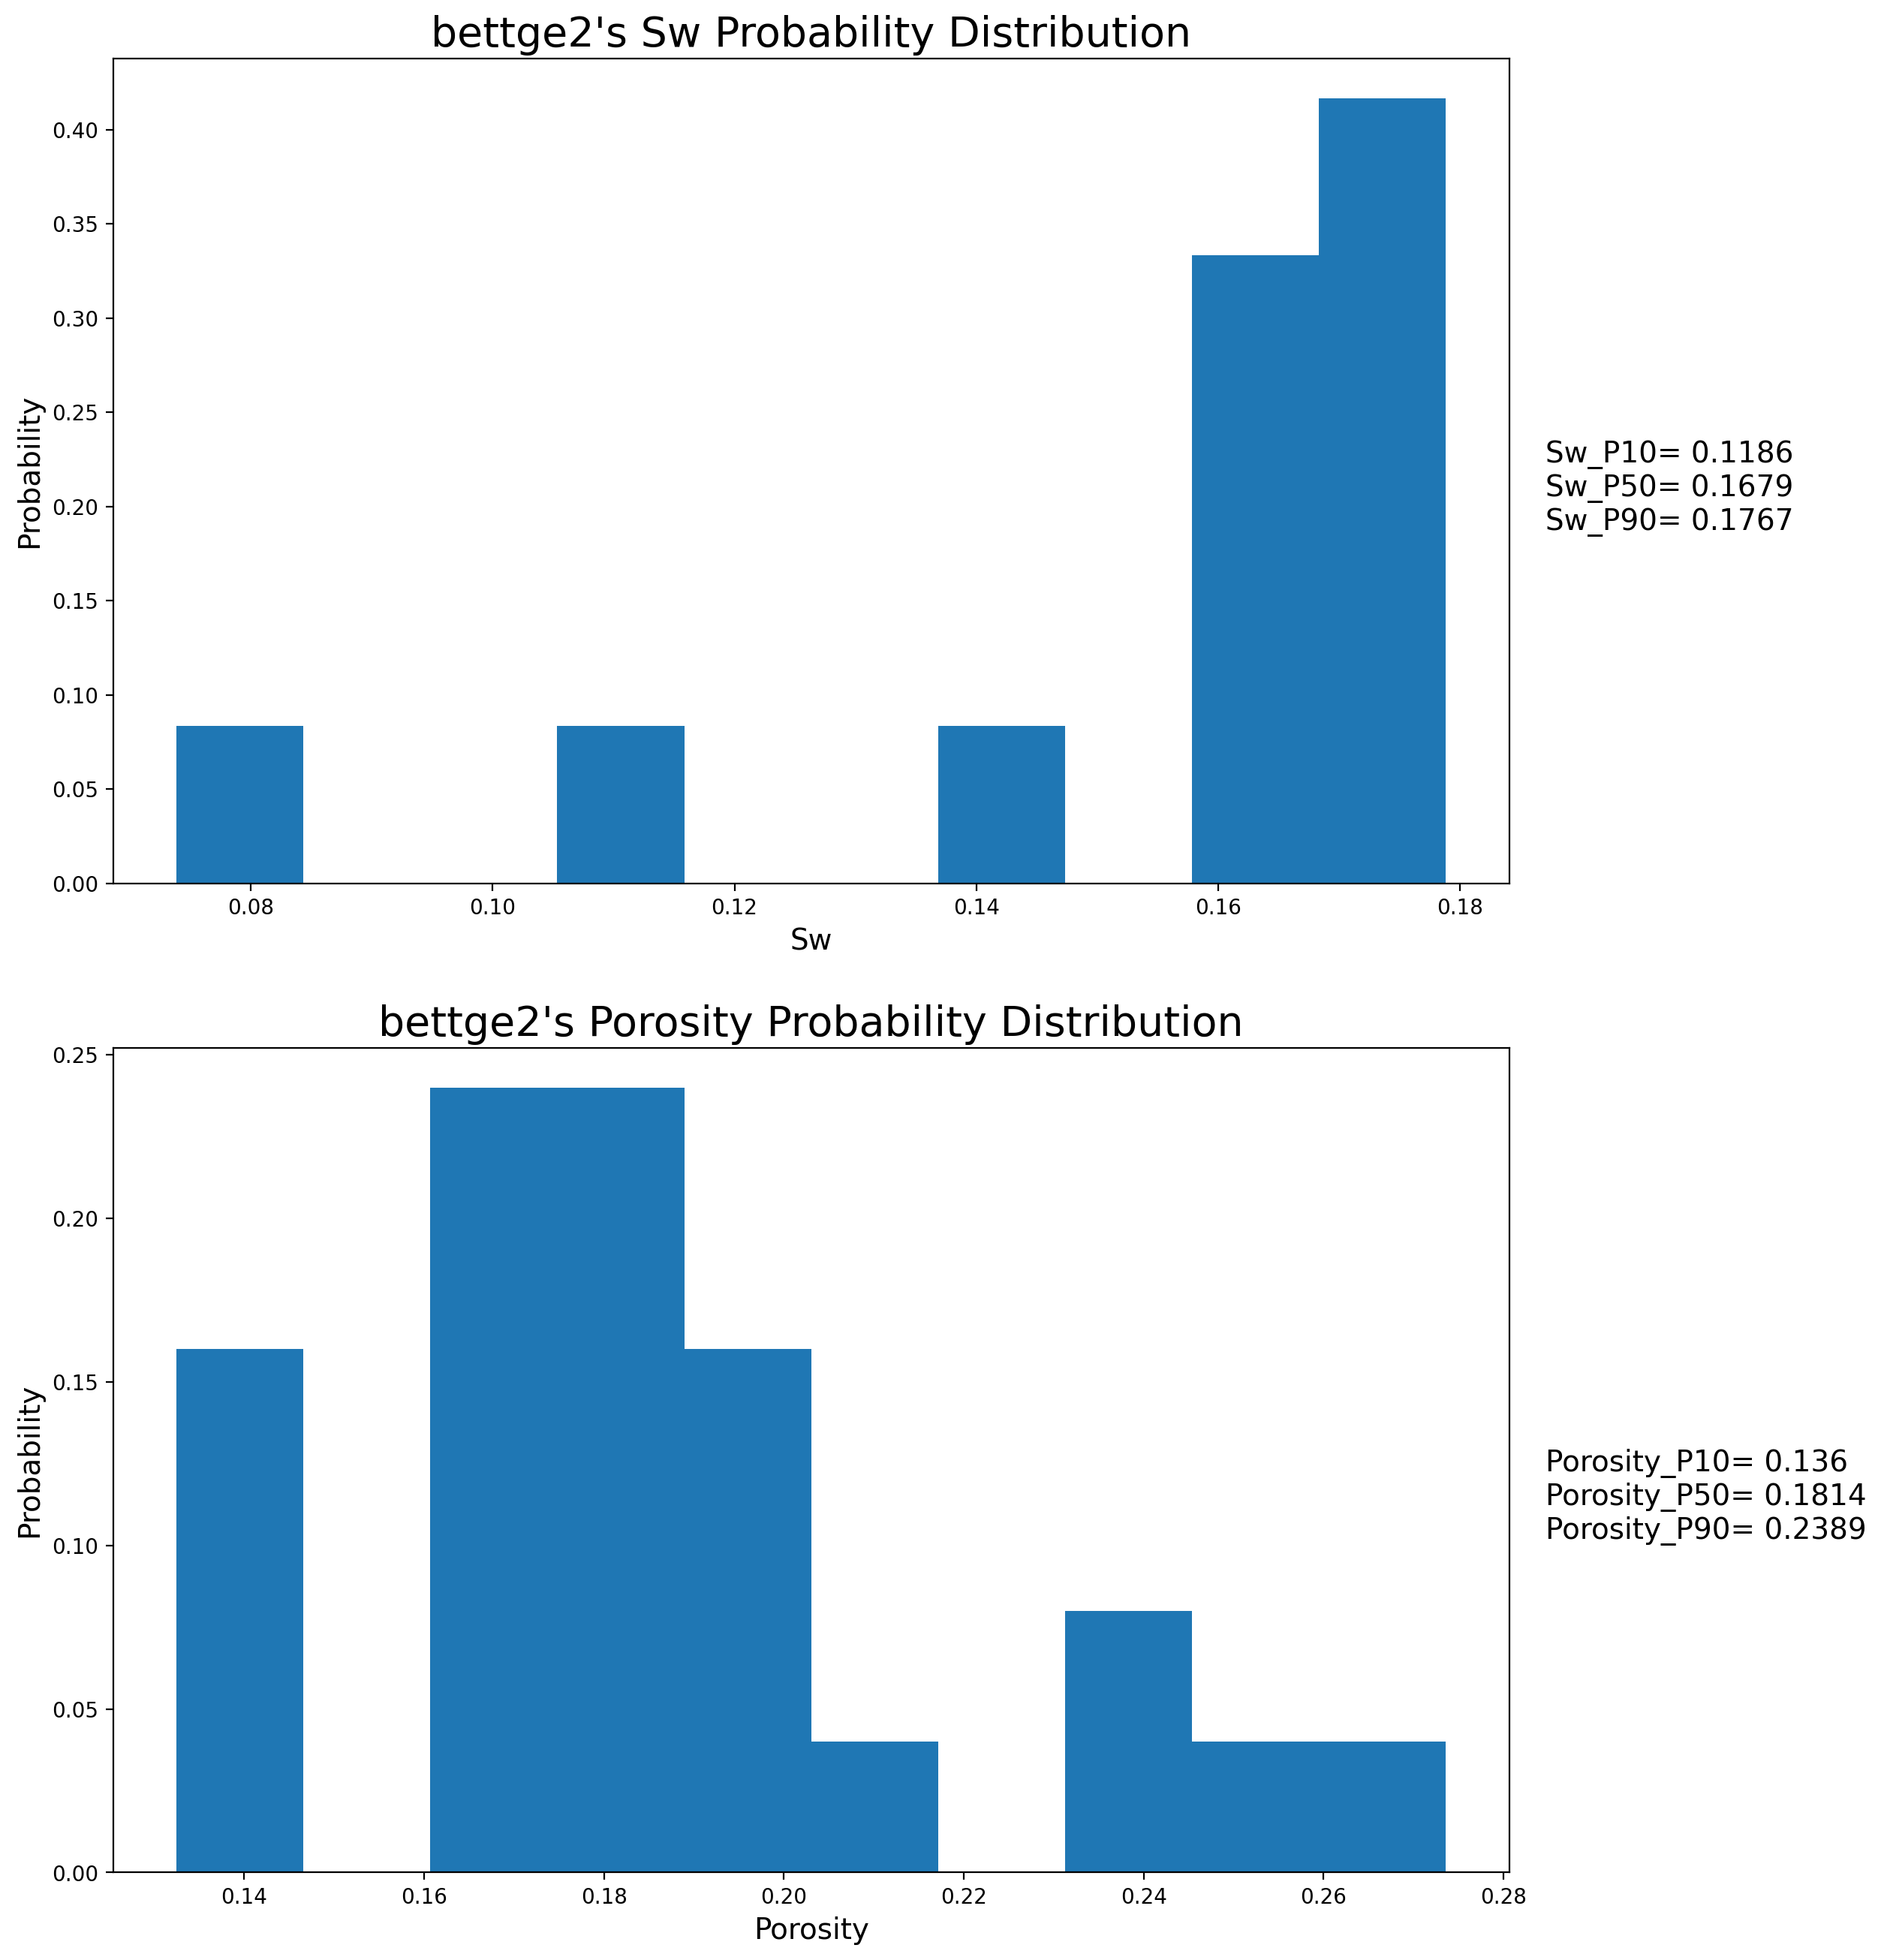 bettge2's Sw Probability Distribution
0.40
0.35
0.30
0.25
0.20
0.15
0.10
0.05
0.00
Probability
0.08 0.10 0.12 0.14 0.16 0.18
Sw
Sw_P10= 0.1186
Sw_P50= 0.1679
Sw_P90= 0.1767
bettge2's Porosity Probability Distribution
0.25
0.20
0.15
0.10
0.05
0.00
Probability
0.14 0.16 0.18 0.20 0.22 0.24 0.26 0.28
Porosity
Porosity_P10= 0.136
Porosity_P50= 0.1814
Porosity_P90= 0.2389